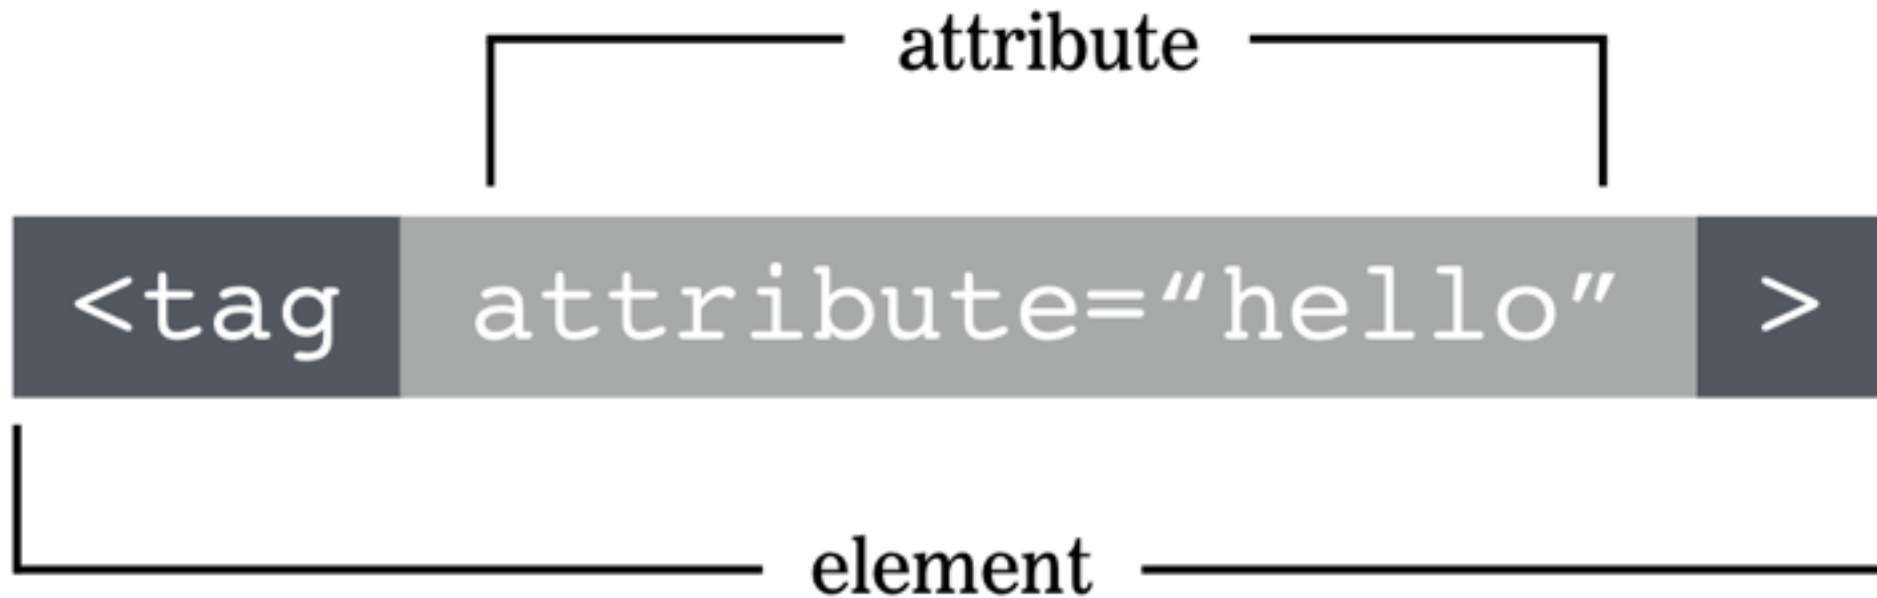 attribute
<tag attribute=“hello” >
element